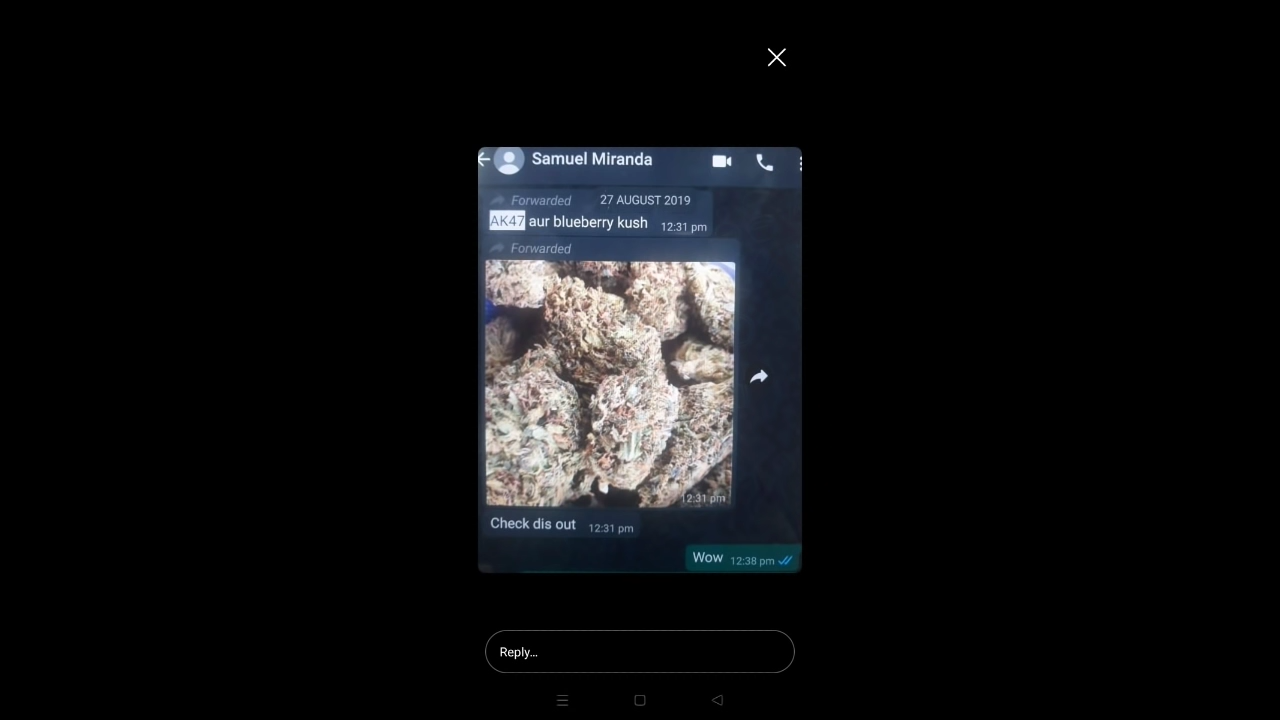 Samuel Miranda
Forwarded
27 AUGUST 2019
AK47 aur blueberry kush 12:31 pm
Forwarded
12:31 pm
Check dis out 12:31 pm
Wow 12:38 pm
Reply...